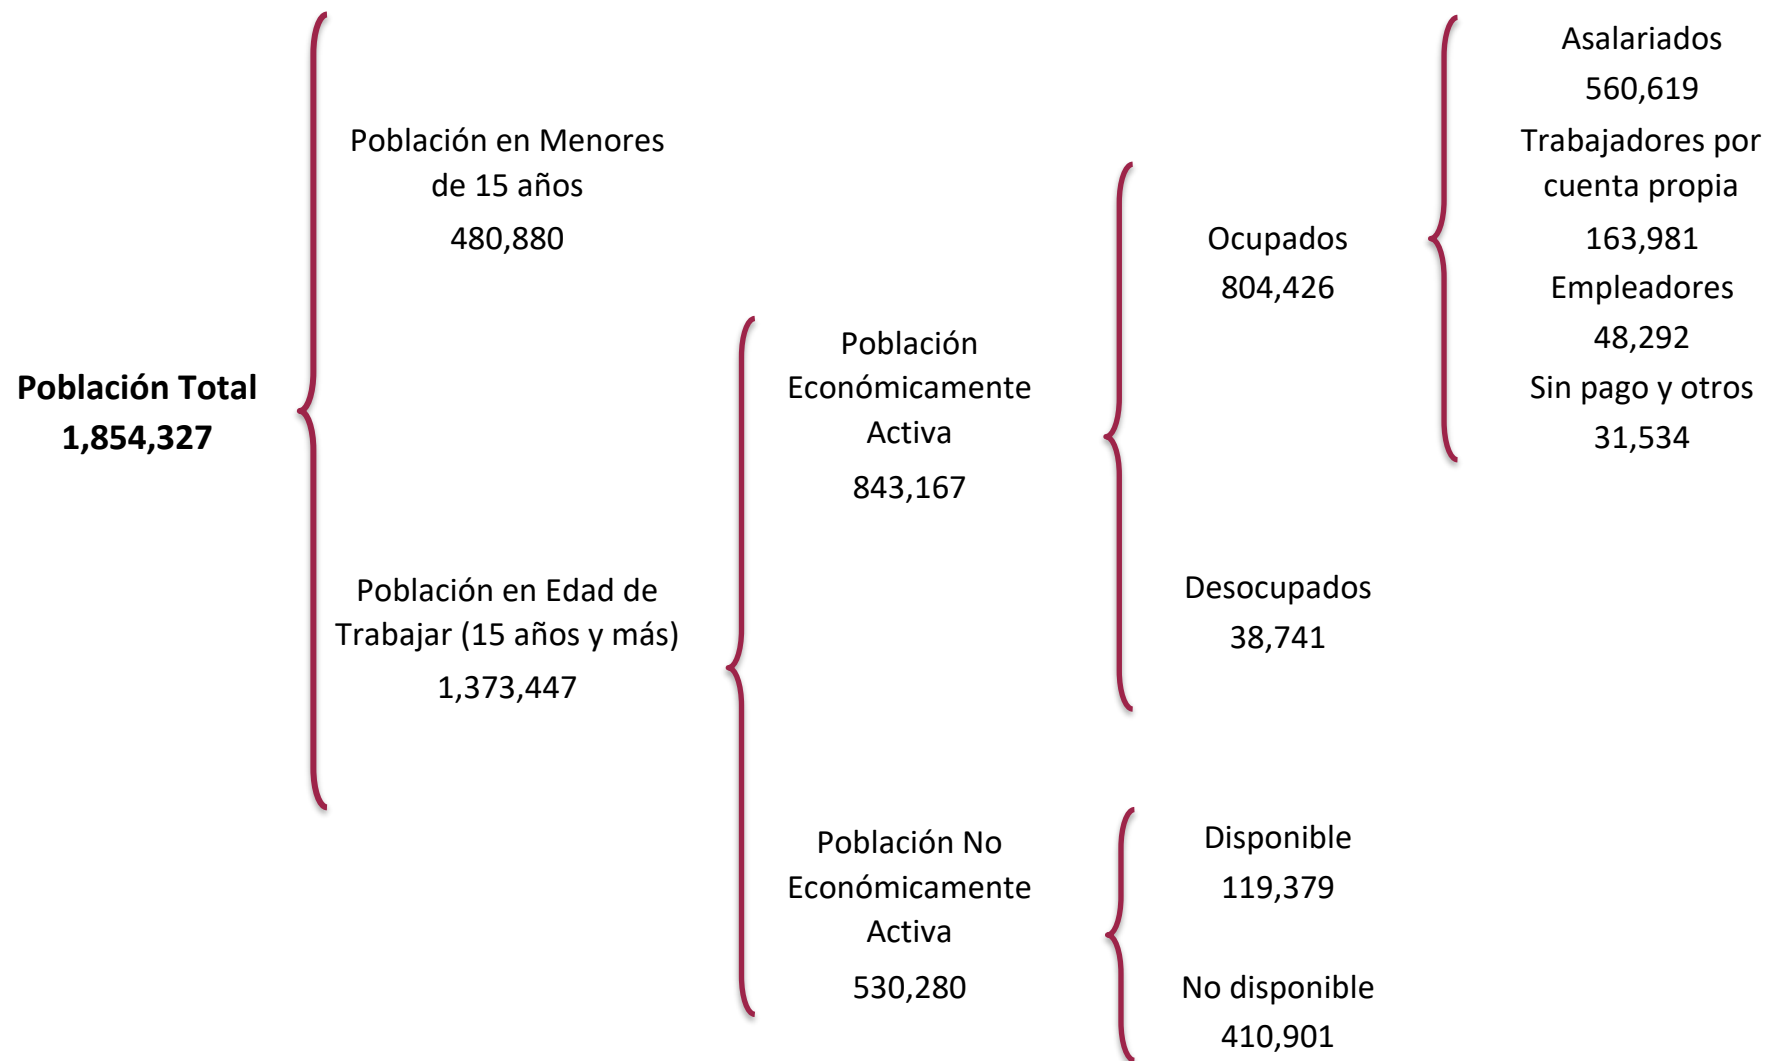 Población Total
1,854,327
Población en Menores
de 15 años
480,880
Población en Edad de
Trabajar (15 años y más)
1,373,447
Población
Económicamente
Activa
843,167
Población No
Económicamente
Activa
530,280
Ocupados
804,426
Desocupados
38,741
Disponible
119,379
No disponible
410,901
Asalariados
560,619
Trabajadores por
cuenta propia
163,981
Empleadores
48,292
Sin pago y otros
31,534